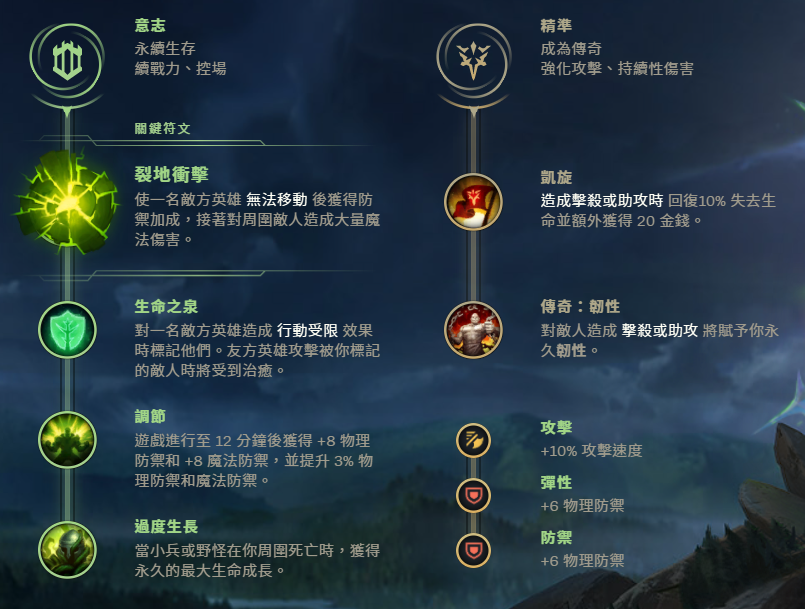 意志
永續生存
續戰力、控場
關鍵符文
裂地衝擊
使一名敵方英雄 無法移動 後獲得防
禦加成，接著對周圍敵人造成大量魔
法傷害。
生命之泉
對一名敵方英雄造成 行動受限 效果
時標記他們。友方英雄攻擊被你標記
的敵人時將受到治癒。
調節
遊戲進行至 12 分鐘後獲得 +8 物理
防禦和 +8 魔法防禦，並提升 3% 物
理防禦和魔法防禦。
過度生長
當小兵或野怪在你周圍死亡時，獲得
永久的最大生命成長。
精準
成為傳奇
強化攻擊、持續性傷害
凱旋
造成擊殺或助攻時 回復10% 失去生
命並額外獲得 20 金錢。
傳奇：韌性
對敵人造成 擊殺或助攻 將賦予你永
久韌性。
攻擊
+10% 攻擊速度
彈性
+6 物理防禦
防禦
+6 物理防禦